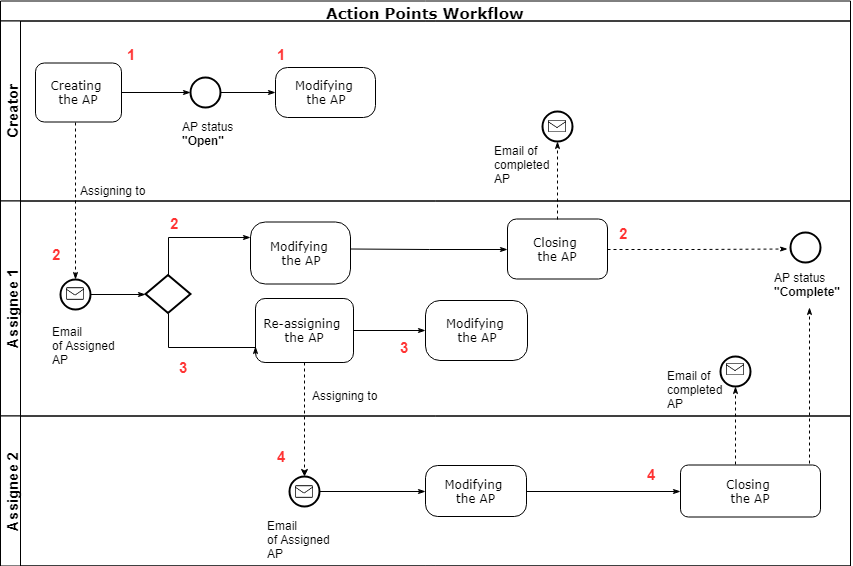 Action Points Workflow
Creator
1
1
Creating
the AP
Modifying
the AP
AP status
"Open"
Email of
completed
AP
Assigning to
Assignee 1
2
2
2
Modifying
the AP
Closing
the AP
AP status
"Complete"
Email
of Assigned
AP
Re-assigning
the AP
Modifying
the AP
3
3
Email of
completed
AP
Assigning to
Assignee 2
4
4
Modifying
the AP
Closing
the AP
Email
of Assigned
AP